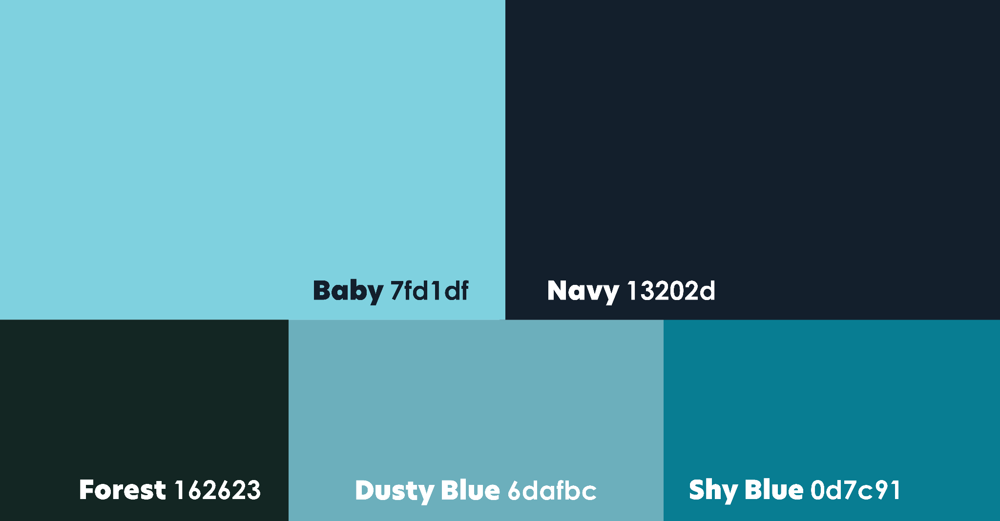 Baby 7fd1df
Navy 13202d
Forest 162623
Dusty Blue 6dafbc
Shy Blue 0d7c91